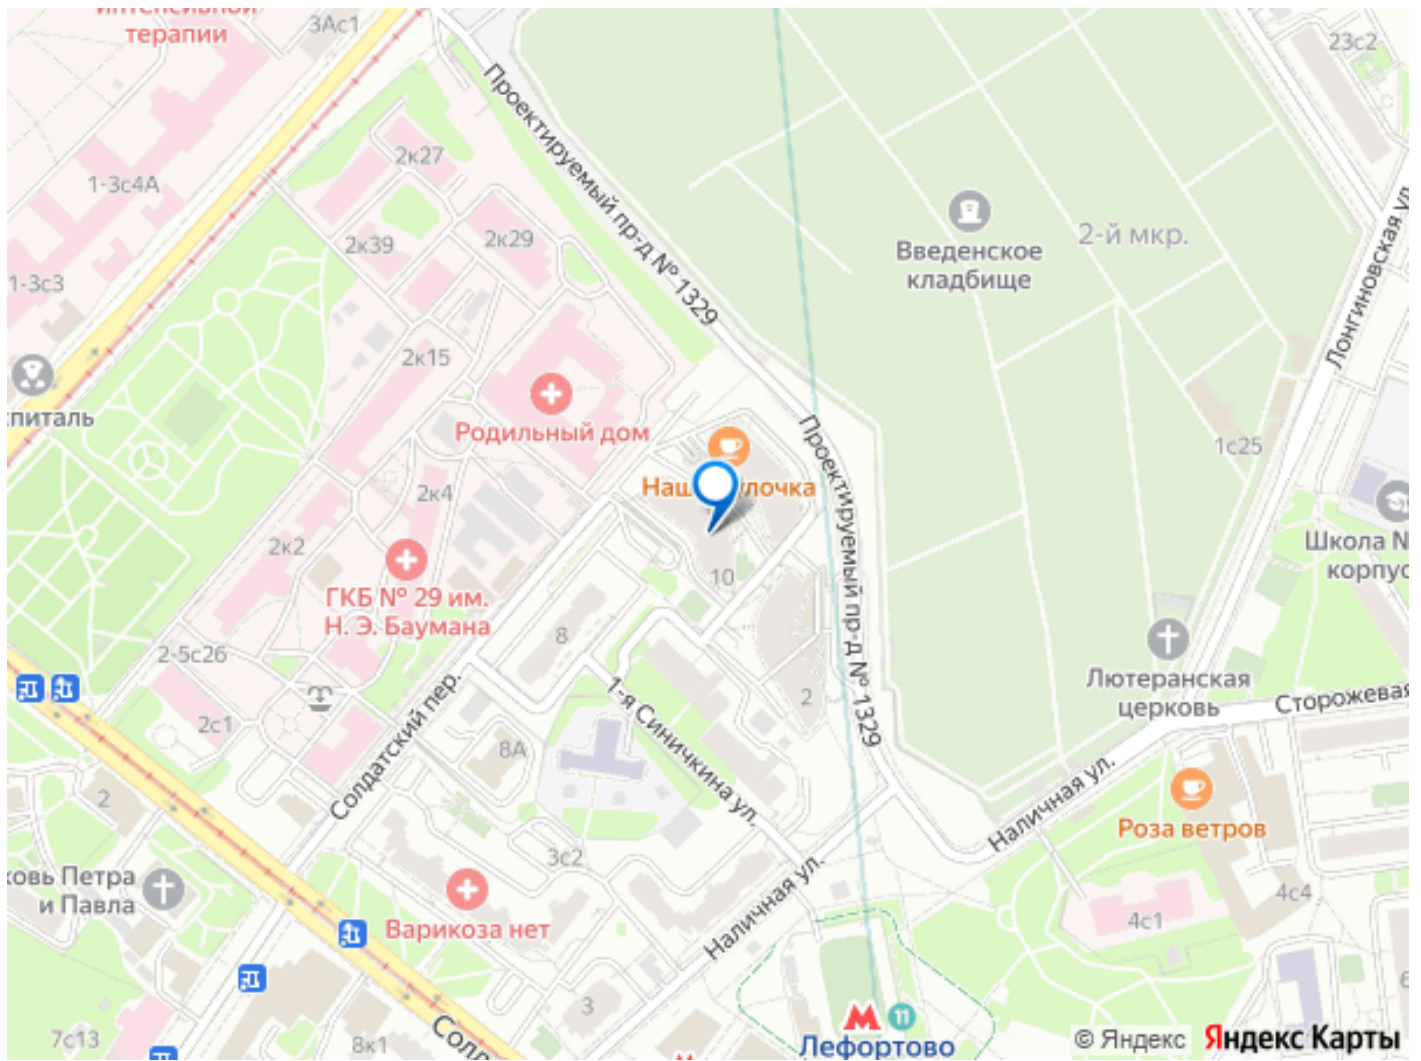 интенсивной
терапии
3Ас1
23с2
Проектируемый пр-д № 1329
2к27
1-3с4А
2к39
2к29
Введенское
кладбище
2-й мкр.
1-3с3
Лонгиновская ул.
2к15
Родильный дом
Проектируемый пр-д № 1329
1с25
2к4
2к2
Школа №
корпус
10
ГКБ № 29 им.
Н. Э. Баумана
8
2-5с26
Лютеранская
церковь
Сторожевая
2с1
Солдатский пер.
1-я Синичкина ул.
2
8А
2
Наличная ул.
Роза ветров
3с2
и Павла
Варикоза нет
Наличная ул.
4с4
4с1
3
7с13
8к1
11
Лефортово
© Яндекс Яндекс Карты